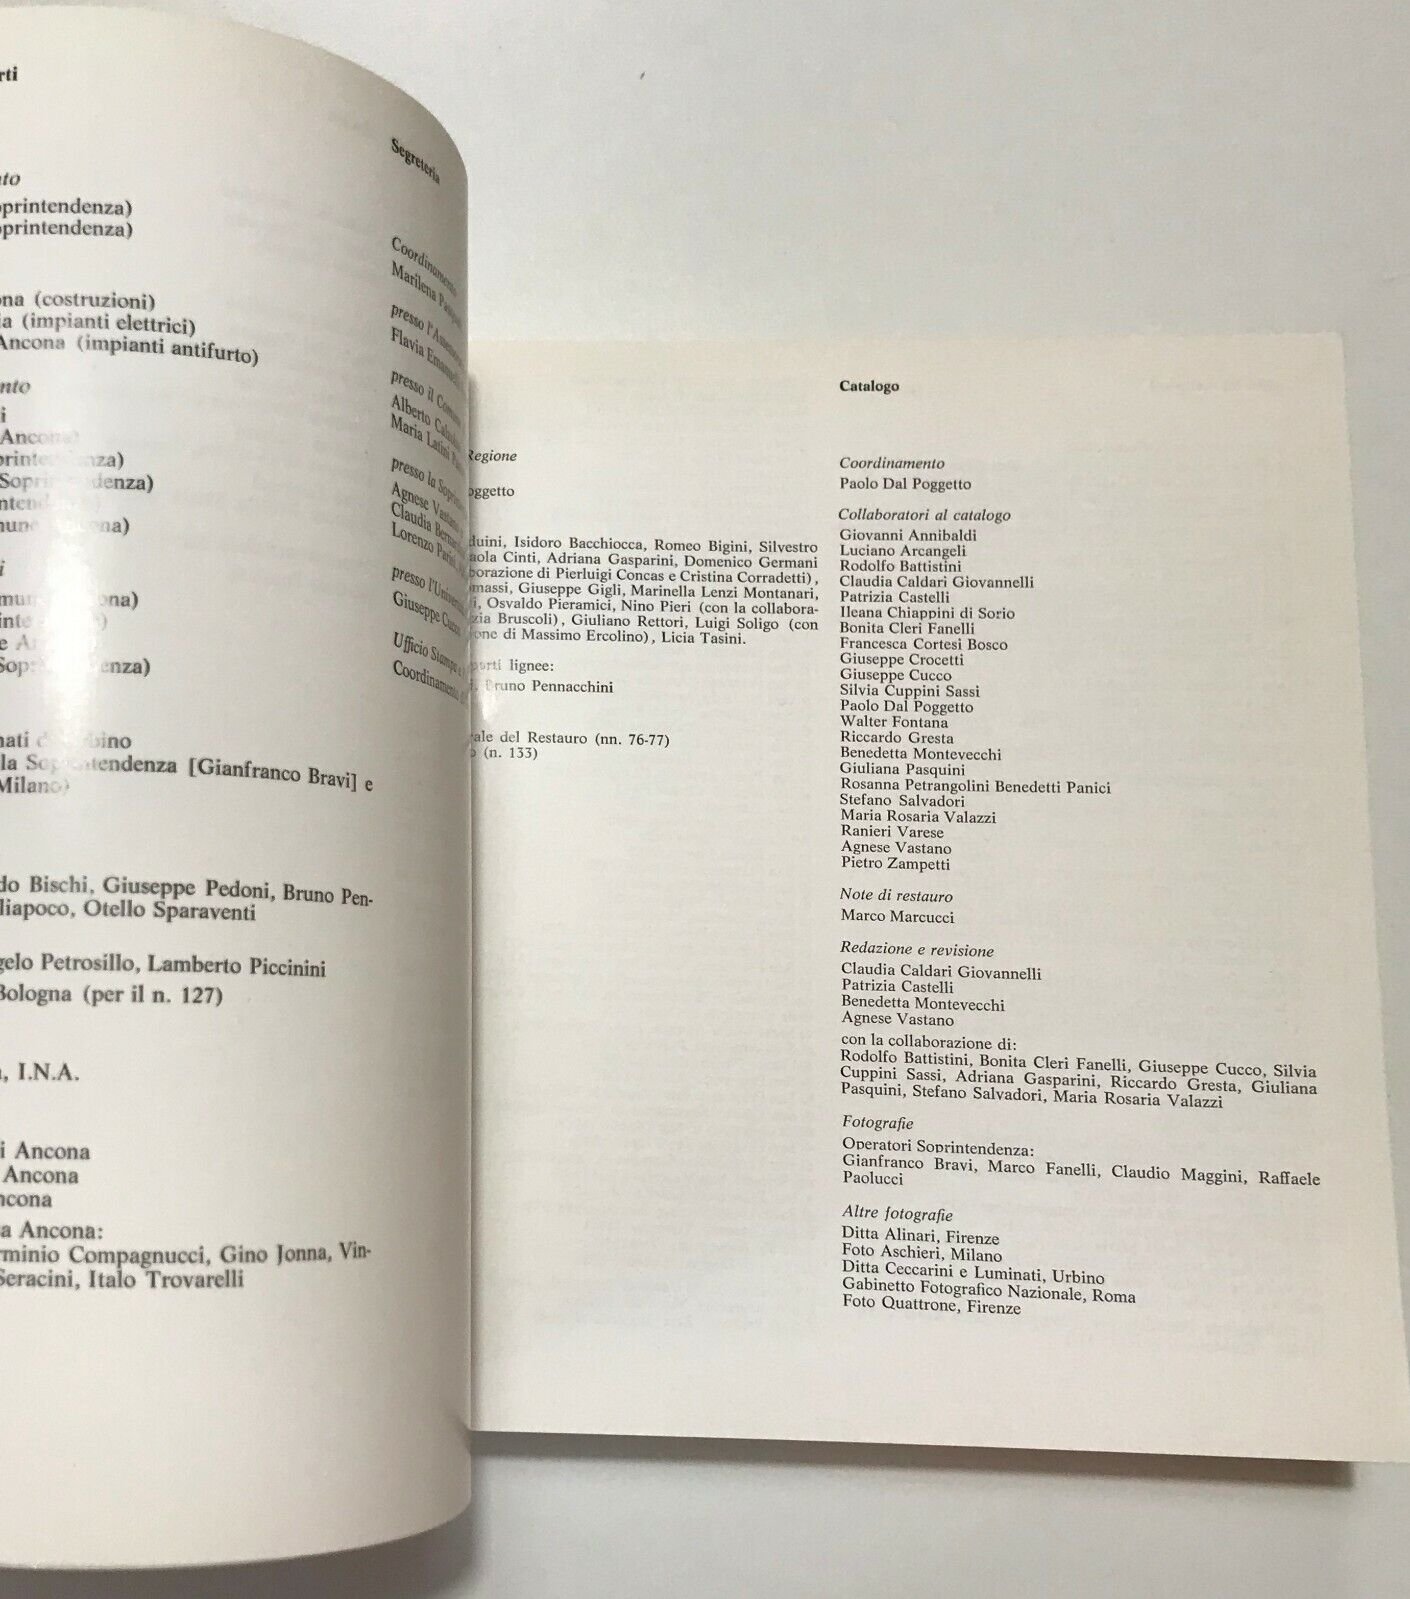 rti
to
oprintendenza)
oprintendenza)
ona (costruzioni)
ia (impianti elettrici)
Ancona (impianti antifurto)
nto
i
Ancona)
Soprintendenza)
na)
i
Soprintendenza)
nati di Urbino
la Soprintendenza [Gianfranco Bravi] e
Milano)
do Bischi, Giuseppe Pedoni, Bruno Pen-
liapoco, Otello Sparaventi
gelo Petrosillo, Lamberto Piccinini
Bologna (per il n. 127)
, I.N.A.
i Ancona
Ancona
ncona
a Ancona:
rminio Compagnucci, Gino Jonna, Vin-
Seracini, Italo Trovarelli
Segreteria
Coordinamento
Marilena
presso
Flavia
presso il
Alberto
Maria Latini
presso la
Agnese Vastano
Claudia
Lorenzo
presso
Giuseppe Cucco
Ufficio Stampa
Coordinamento
Regione
oggetto
duini, Isidoro Bacchiocca, Romeo Bigini, Silvestro
aola Cinti, Adriana Gasparini, Domenico Germani
borazione di Pierluigi Concas e Cristina Corradetti),
massi, Giuseppe Gigli, Marinella Lenzi Montanari,
i, Osvaldo Pieramici, Nino Pieri (con la collabora-
zia Bruscoli), Giuliano Rettori, Luigi Soligo (con
one di Massimo Ercolino), Licia Tasini.
porti lignee:
i, Bruno Pennacchini
ale del Restauro (nn. 76-77)
o (n. 133)
Catalogo
Coordinamento
Paolo Dal Poggetto
Collaboratori al catalogo
Giovanni Annibaldi
Luciano Arcangeli
Rodolfo Battistini
Claudia Caldari Giovannelli
Patrizia Castelli
Ileana Chiappini di Sorio
Bonita Cleri Fanelli
Francesca Cortesi Bosco
Giuseppe Crocetti
Giuseppe Cucco
Silvia Cuppini Sassi
Paolo Dal Poggetto
Walter Fontana
Riccardo Gresta
Benedetta Montevecchi
Giuliana Pasquini
Rosanna Petrangolini Benedetti Panici
Stefano Salvadori
Maria Rosaria Valazzi
Ranieri Varese
Agnese Vastano
Pietro Zampetti
Note di restauro
Marco Marcucci
Redazione e revisione
Claudia Caldari Giovannelli
Patrizia Castelli
Benedetta Montevecchi
Agnese Vastano
con la collaborazione di:
Rodolfo Battistini, Bonita Cleri Fanelli, Giuseppe Cucco, Silvia
Cuppini Sassi, Adriana Gasparini, Riccardo Gresta, Giuliana
Pasquini, Stefano Salvadori, Maria Rosaria Valazzi
Fotografie
Operatori Soprintendenza:
Gianfranco Bravi, Marco Fanelli, Claudio Maggini, Raffaele
Paolucci
Altre fotografie
Ditta Alinari, Firenze
Foto Aschieri, Milano
Ditta Ceccarini e Luminati, Urbino
Gabinetto Fotografico Nazionale, Roma
Foto Quattrone, Firenze